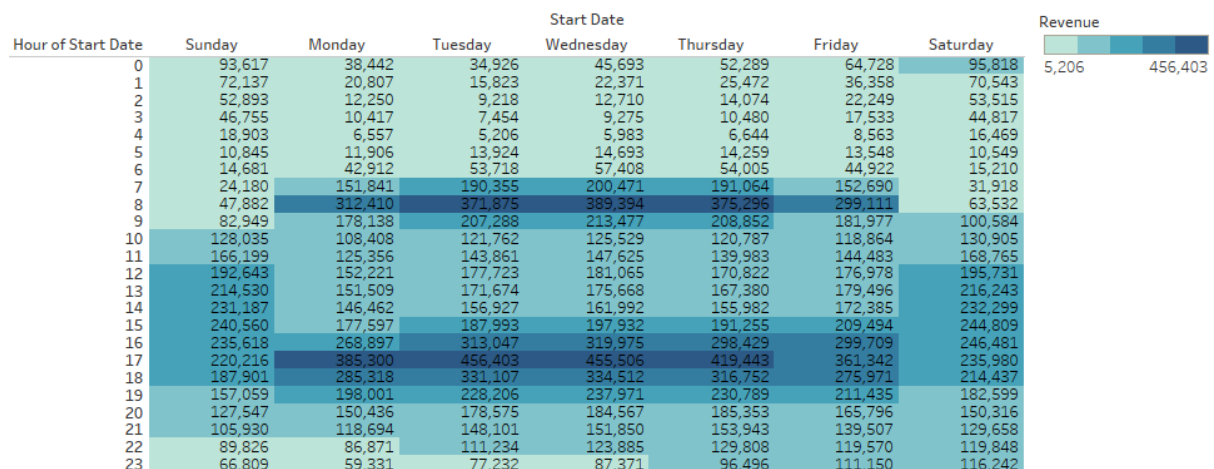 Start Date
Revenue
Hour of Start Date Sunday Monday Tuesday Wednesday Thursday Friday Saturday
5,206 456,403
0 93,617 38,442 34,926 45,693 52,289 64,728 95,818
1 72,137 20,807 15,823 22,371 25,472 36,358 70,543
2 52,893 12,250 9,218 12,710 14,074 22,249 53,515
3 46,755 10,417 7,454 9,275 10,480 17,533 44,817
4 18,903 6,557 5,206 5,983 6,644 8,563 16,469
5 10,845 11,906 13,924 14,693 14,259 13,548 10,549
6 14,681 42,912 53,718 57,408 54,005 44,922 15,210
7 24,180 151,841 190,355 200,471 191,064 152,690 31,918
8 47,882 312,410 371,875 389,394 375,296 299,111 63,532
9 82,949 178,138 207,288 213,477 208,852 181,977 100,584
10 128,035 108,408 121,762 125,529 120,787 118,864 130,905
11 166,199 125,356 143,861 147,625 139,983 144,483 168,765
12 192,643 152,221 177,723 181,065 170,822 176,978 195,731
13 214,530 151,509 171,674 175,668 167,380 179,496 216,243
14 231,187 146,462 156,927 161,992 155,982 172,385 232,299
15 240,560 177,597 187,993 197,932 191,255 209,494 244,809
16 235,618 268,897 313,047 319,975 298,429 299,709 246,481
17 220,216 385,300 456,403 455,506 419,443 361,342 235,980
18 187,901 285,318 331,107 334,512 316,752 275,971 214,437
19 157,059 198,001 228,206 237,971 230,789 211,435 182,599
20 127,547 150,436 178,575 184,567 185,353 165,796 150,316
21 105,930 118,694 148,101 151,850 153,943 139,507 129,658
22 89,826 86,871 111,234 123,885 129,808 119,570 119,848
23 66,809 59,331 77,232 87,371 96,496 111,150 116,242